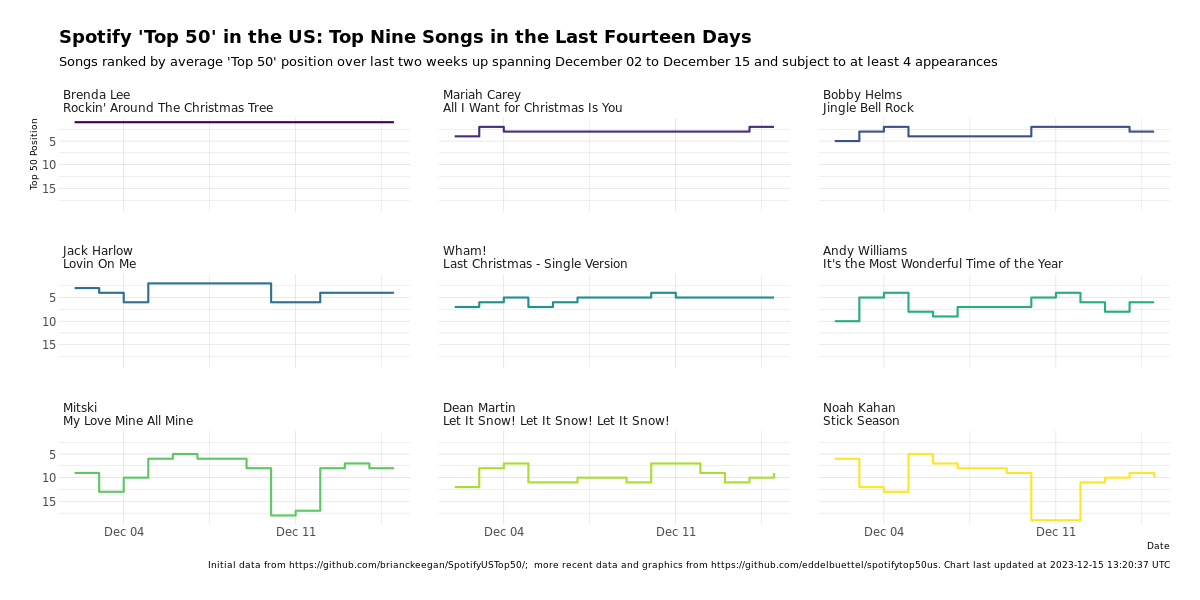 Spotify 'Top 50' in the US: Top Nine Songs in the Last Fourteen Days
Songs ranked by average 'Top 50' position over last two weeks up spanning December 02 to December 15 and subject to at least 4 appearances
Brenda Lee
Rockin' Around The Christmas Tree
Mariah Carey
All I Want for Christmas Is You
Bobby Helms
Jingle Bell Rock
Top 50 Position
5
10
15
Jack Harlow
Lovin On Me
Wham!
Last Christmas - Single Version
Andy Williams
It's the Most Wonderful Time of the Year
5
10
15
Mitski
My Love Mine All Mine
Dean Martin
Let It Snow! Let It Snow! Let It Snow!
Noah Kahan
Stick Season
5
10
15
Dec 04
Dec 11
Dec 04
Dec 11
Dec 04
Dec 11
Date
Initial data from https://github.com/brianckeegan/SpotifyUSTop50/;  more recent data and graphics from https://github.com/eddelbuettel/spotifytop50us. Chart last updated at 2023-12-15 13:20:37 UTC